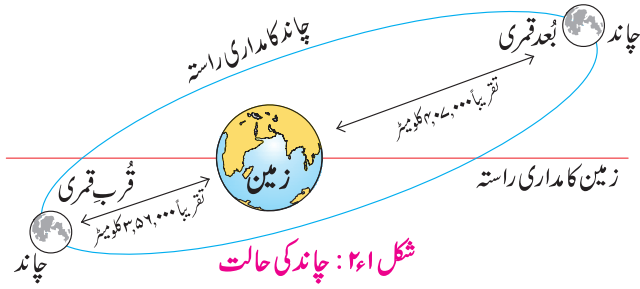 چاند کا مداری راستہ
بُعد قمری
چاند
تقریباً ۴,۰۷,۰۰۰ کلومیٹر
زمین
زمین کا مداری راستہ
قُرب قمری
تقریباً ۳,۵۶,۰۰۰ کلومیٹر
چاند
شکل ۲ء۱ : چاند کی حالت